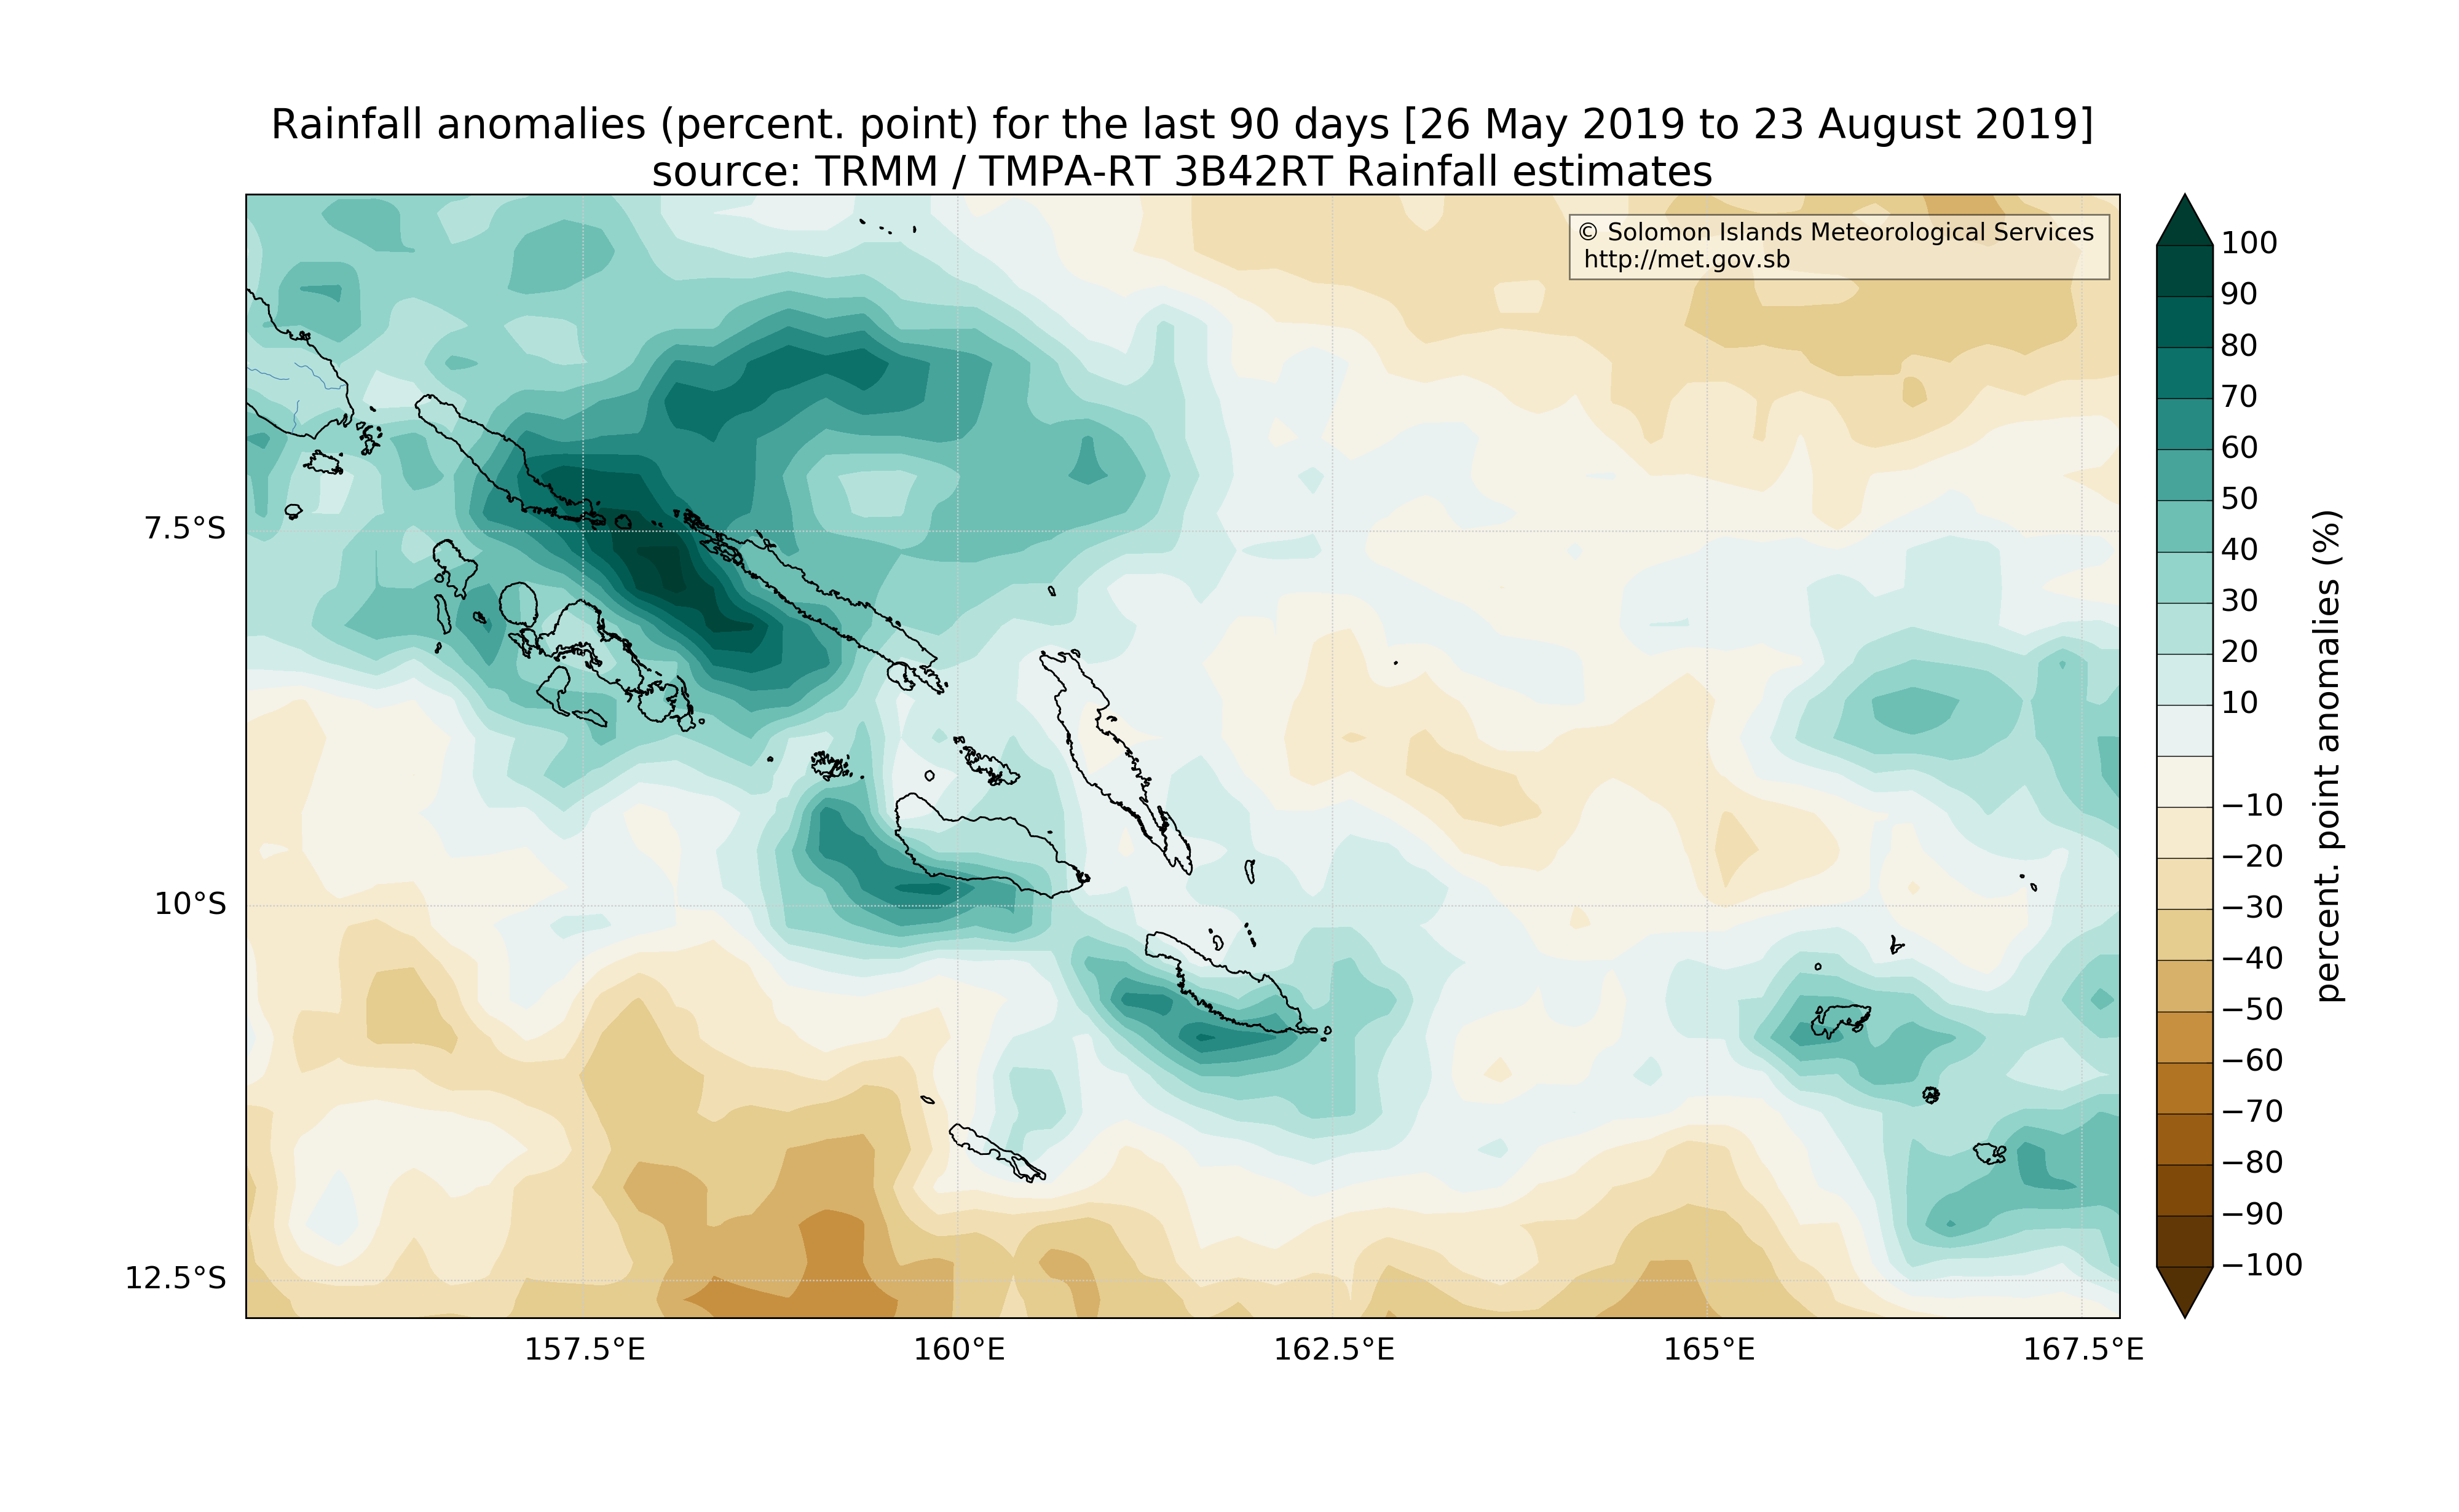 Rainfall anomalies (percent. point) for the last 90 days [26 May 2019 to 23 August 2019]
source: TRMM / TMPA-RT 3B42RT Rainfall estimates
© Solomon Islands Meteorological Services
http://met.gov.sb
7.5°S
10°S
12.5°S
157.5°E
160°E
162.5°E
165°E
167.5°E
100
90
80
70
60
50
40
30
20
10
−10
−20
−30
−40
−50
−60
−70
−80
−90
−100
percent. point anomalies (%)